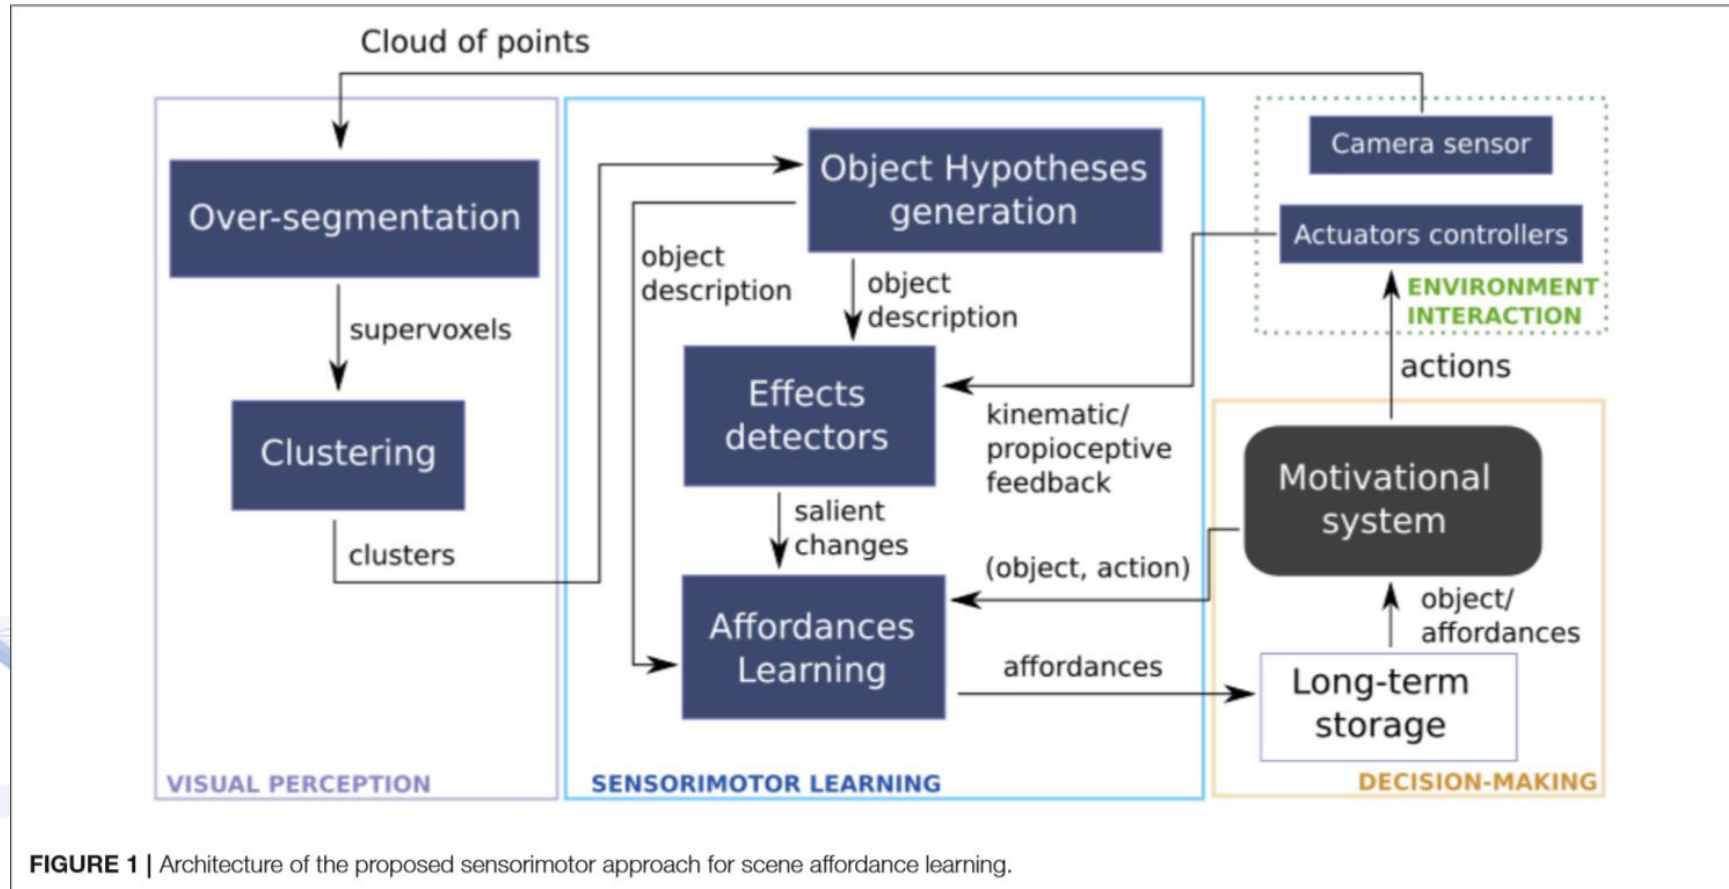 Cloud of points
Over-segmentation
supervoxels
Clustering
clusters
VISUAL PERCEPTION
Object Hypotheses
generation
object
description
object
description
Effects
detectors
kinematic/
propioceptive
feedback
salient
changes
(object, action)
Affordances
Learning
affordances
SENSORIMOTOR LEARNING
Camera sensor
Actuators controllers
ENVIRONMENT
INTERACTION
actions
Motivational
system
object/
affordances
Long-term
storage
DECISION-MAKING
FIGURE 1 | Architecture of the proposed sensorimotor approach for scene affordance learning.